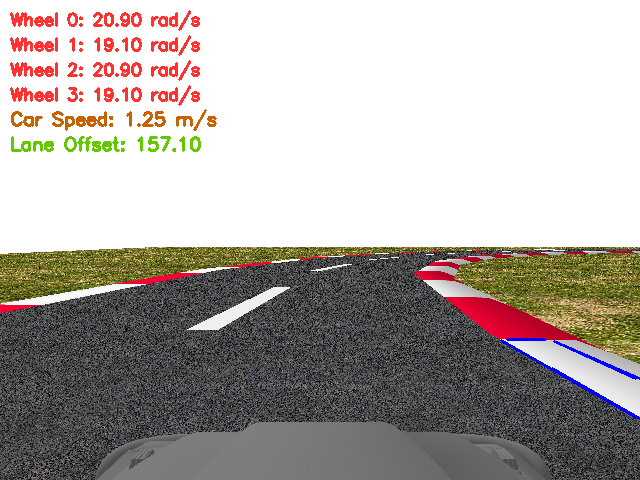 Wheel 0: 20.90 rad/s
Wheel 1: 19.10 rad/s
Wheel 2: 20.90 rad/s
Wheel 3: 19.10 rad/s
Car Speed: 1.25 m/s
Lane Offset: 157.10